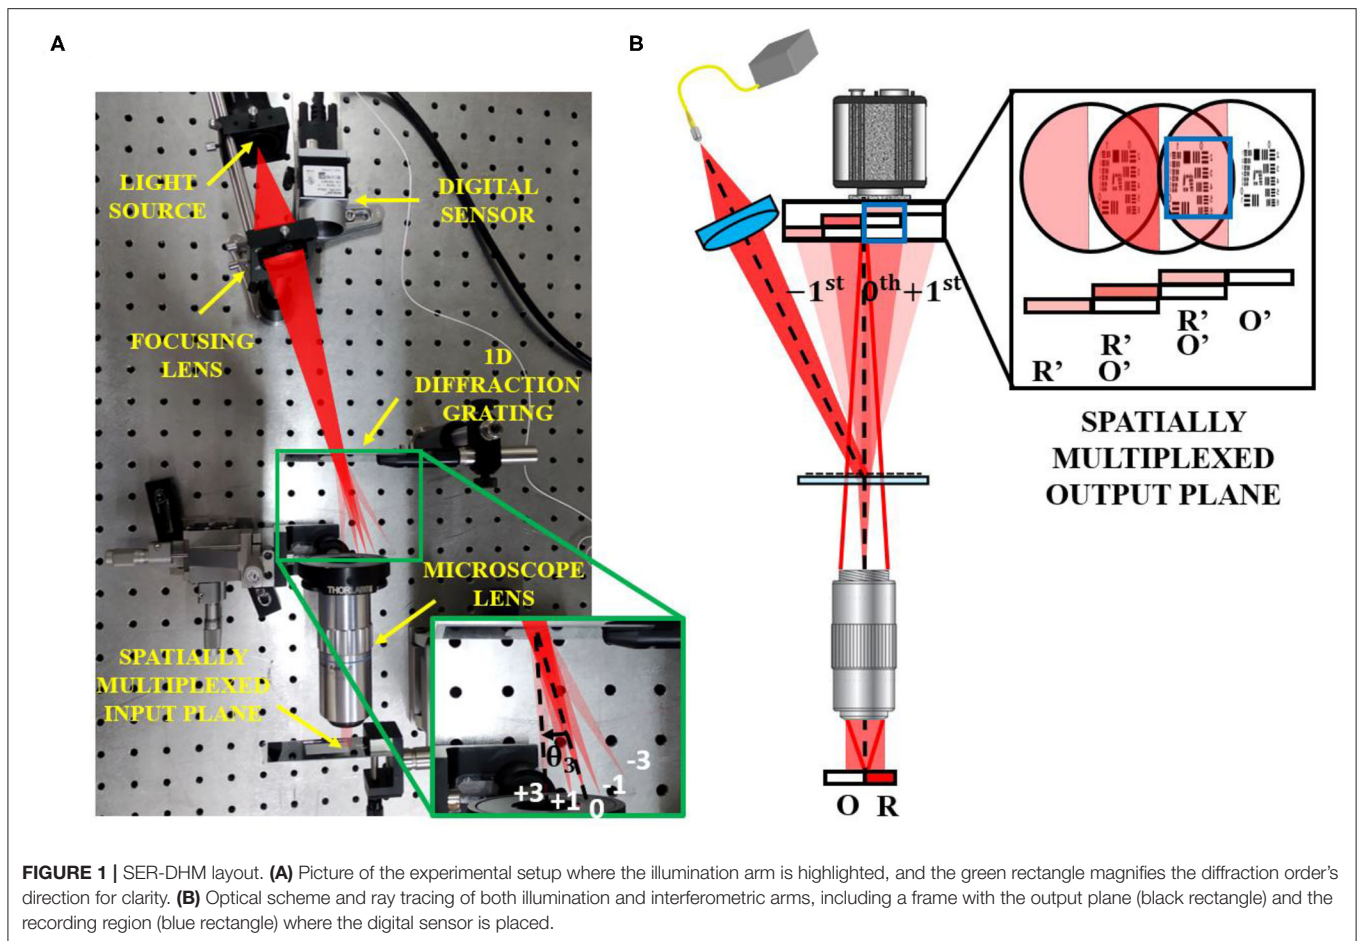 A
B
LIGHT
SOURCE
DIGITAL
SENSOR
FOCUSING
LENS
1D
DIFFRACTION
GRATING
MICROSCOPE
LENS
THORLABS
SPATIALLY
MULTIPLEXED
INPUT PLANE
θ3
+3
+1
0
-1
-3
−1st
0th
+1st
R’
R’
O’
R’
O’
O’
SPATIALLY
MULTIPLEXED
OUTPUT PLANE
O
R
FIGURE 1 | SER-DHM layout. (A) Picture of the experimental setup where the illumination arm is highlighted, and the green rectangle magnifies the diffraction order’s
direction for clarity. (B) Optical scheme and ray tracing of both illumination and interferometric arms, including a frame with the output plane (black rectangle) and the
recording region (blue rectangle) where the digital sensor is placed.